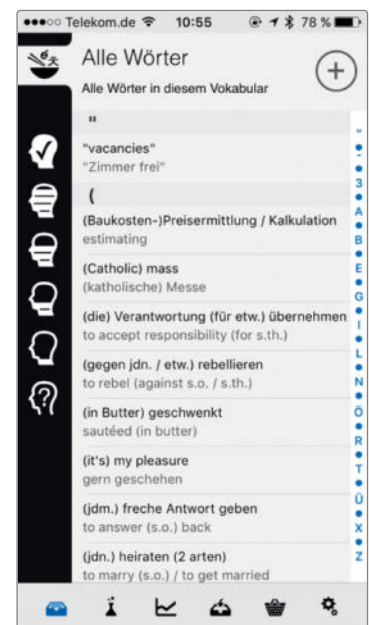 Telekom.de 10:55 78 %
Alle Wörter
Alle Wörter in diesem Vokabular
"
"vacancies"
"Zimmer frei"
(
(Baukosten-)Preisermittlung / Kalkulation
estimating
(Catholic) mass
(katholische) Messe
(die) Verantwortung (für etw.) übernehmen
to accept responsibility (for s.th.)
(gegen jdn. / etw.) rebellieren
to rebel (against s.o. / s.th.)
(in Butter) geschwenkt
sautéed (in butter)
(it's) my pleasure
gern geschehen
(jdm.) freche Antwort geben
to answer (s.o.) back
(jdn.) heiraten (2 arten)
to marry (s.o.) / to get married
"
-
3
A
B
E
G
I
L
N
Ö
R
T
Ü
X
Z